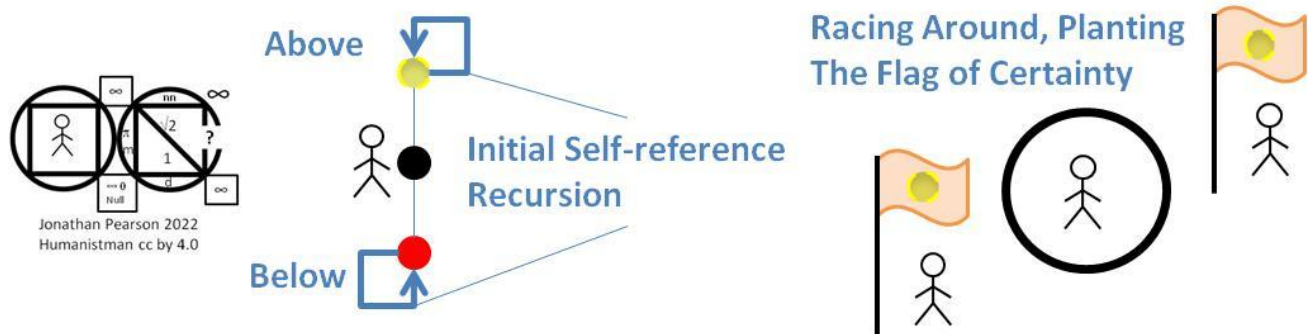 ∞
nn
∞
√2
?
π
m
1
∞ 0
Null
d
∞
Jonathan Pearson 2022
Humanistman cc by 4.0
Above
Initial Self-reference
Recursion
Below
Racing Around, Planting
The Flag of Certainty